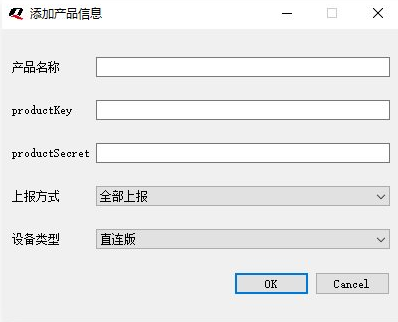 添加产品信息
产品名称
productKey
productSecret
上报方式 全部上报
设备类型 直连版
OK Cancel